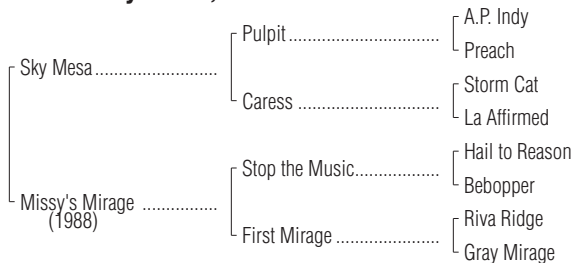 A.P. Indy
Pulpit
Preach
Sky Mesa
Storm Cat
Caress
La Affirmed
Hail to Reason
Stop the Music
Bebopper
Missy's Mirage
(1988)
Riva Ridge
First Mirage
Gray Mirage